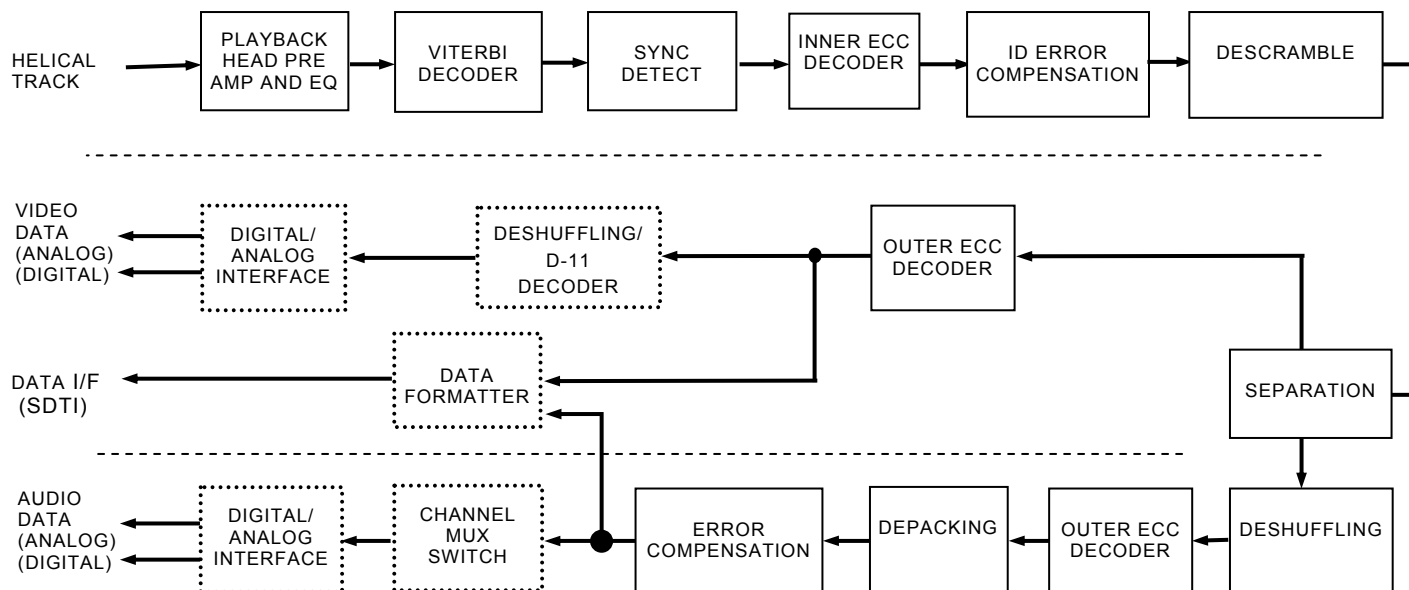 HELICAL
TRACK
PLAYBACK
HEAD PRE
AMP AND EQ
VITERBI
DECODER
SYNC
DETECT
INNER ECC
DECODER
ID ERROR
COMPENSATION
DESCRAMBLE
VIDEO
DATA
(ANALOG)
(DIGITAL)
DIGITAL/
ANALOG
INTERFACE
DESHUFFLING/
D-11
DECODER
OUTER ECC
DECODER
DATA I/F
(SDTI)
DATA
FORMATTER
SEPARATION
AUDIO
DATA
(ANALOG)
(DIGITAL)
DIGITAL/
ANALOG
INTERFACE
CHANNEL
MUX
SWITCH
ERROR
COMPENSATION
DEPACKING
OUTER ECC
DECODER
DESHUFFLING